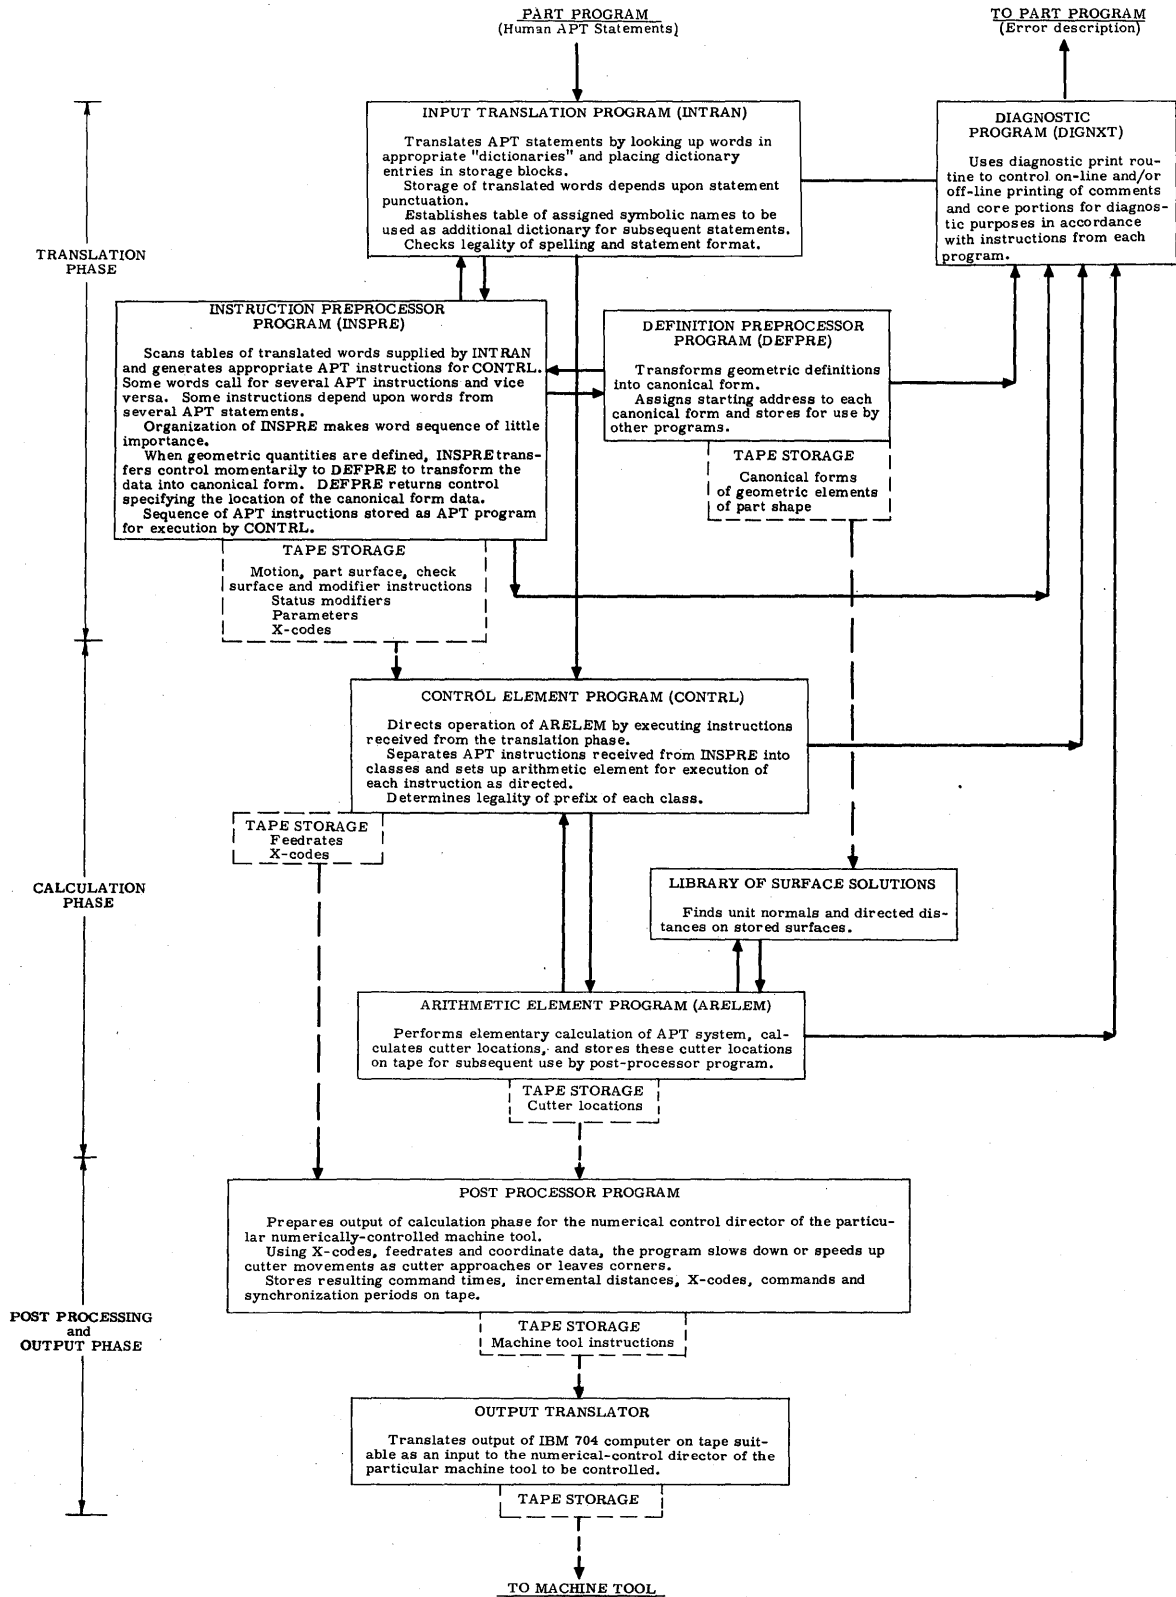 PART PROGRAM
(Human APT Statements)
TO PART PROGRAM
(Error description)
INPUT TRANSLATION PROGRAM (INTRAN)
Translates APT statements by looking up words in
appropriate "dictionaries" and placing dictionary
entries in storage blocks.
Storage of translated words depends upon statement
punctuation.
Establishes table of assigned symbolic names to be
used as additional dictionary for subsequent statements.
Checks legality of spelling and statement format.
DIAGNOSTIC
PROGRAM (DIGNXT)
Uses diagnostic print rou-
tine to control on-line and/or
off-line printing of comments
and core portions for diagnos-
tic purposes in accordance
with instructions from each
program.
TRANSLATION
PHASE
INSTRUCTION PREPROCESSOR
PROGRAM (INSPRE)
Scans tables of translated words supplied by INTRAN
and generates appropriate APT instructions for CONTRL.
Some words call for several APT instructions and vice
versa. Some instructions depend upon words from
several APT statements.
Organization of INSPRE makes word sequence of little
importance.
When geometric quantities are defined, INSPRE trans-
fers control momentarily to DEFPRE to transform the
data into canonical form. DEFPRE returns control
specifying the location of the canonical form data.
Sequence of APT instructions stored as APT program
for execution by CONTRL.
DEFINITION PREPROCESSOR
PROGRAM (DEFPRE)
Transforms geometric definitions
into canonical form.
Assigns starting address to each
canonical form and stores for use by
other programs.
TAPE STORAGE
Canonical forms
of geometric elements
of part shape
TAPE STORAGE
Motion, part surface, check
surface and modifier instructions
Status modifiers
Parameters
X-codes
CONTROL ELEMENT PROGRAM (CONTRL)
Directs operation of ARELEM by executing instructions
received from the translation phase.
Separates APT instructions received from INSPRE into
classes and sets up arithmetic element for execution of
each instruction as directed.
Determines legality of prefix of each class.
TAPE STORAGE
Feedrates
X-codes
CALCULATION
PHASE
LIBRARY OF SURFACE SOLUTIONS
Finds unit normals and directed dis-
tances on stored surfaces.
ARITHMETIC ELEMENT PROGRAM (ARELEM)
Performs elementary calculation of APT system, cal-
culates cutter locations, and stores these cutter locations
on tape for subsequent use by post-processor program.
TAPE STORAGE
Cutter locations
POST PROCESSOR PROGRAM
Prepares output of calculation phase for the numerical control director of the particu-
lar numerically-controlled machine tool.
Using X-codes, feedrates and coordinate data, the program slows down or speeds up
cutter movements as cutter approaches or leaves corners.
Stores resulting command times, incremental distances, X-codes, commands and
synchronization periods on tape.
POST PROCESSING
and
OUTPUT PHASE
TAPE STORAGE
Machine tool instructions
OUTPUT TRANSLATOR
Translates output of IBM 704 computer on tape suit-
able as an input to the numerical-control director of the
particular machine tool to be controlled.
TAPE STORAGE
TO MACHINE TOOL